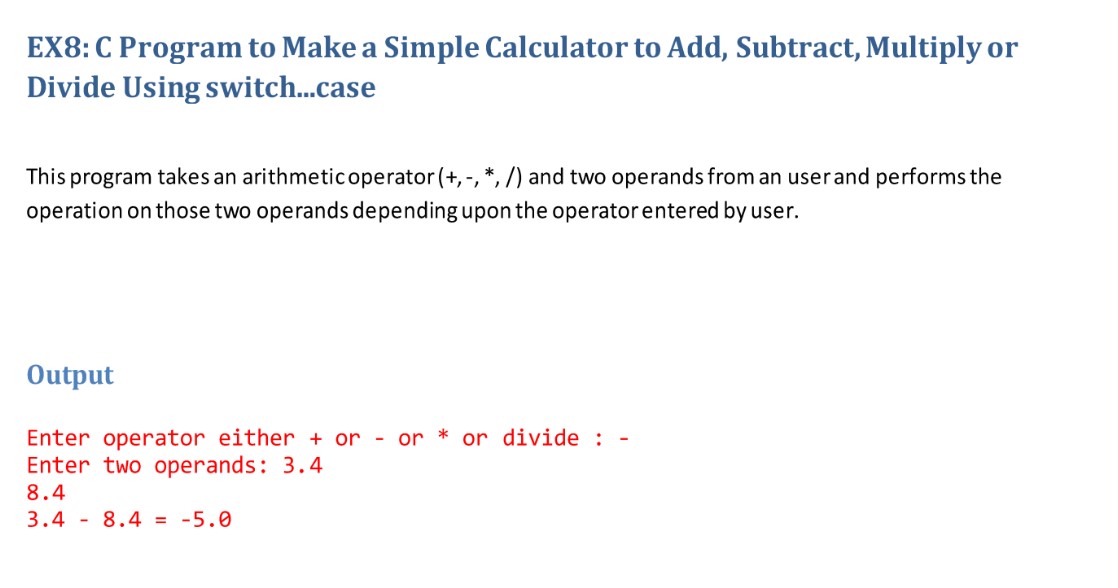 EX8: C Program to Make a Simple Calculator to Add, Subtract, Multiply or
Divide Using switch...case
This program takes an arithmetic operator (+, -, *, /) and two operands from an user and performs the
operation on those two operands depending upon the operator entered by user.
Output
Enter operator either + or - or * or divide : -
Enter two operands: 3.4
8.4
3.4 - 8.4 = -5.0